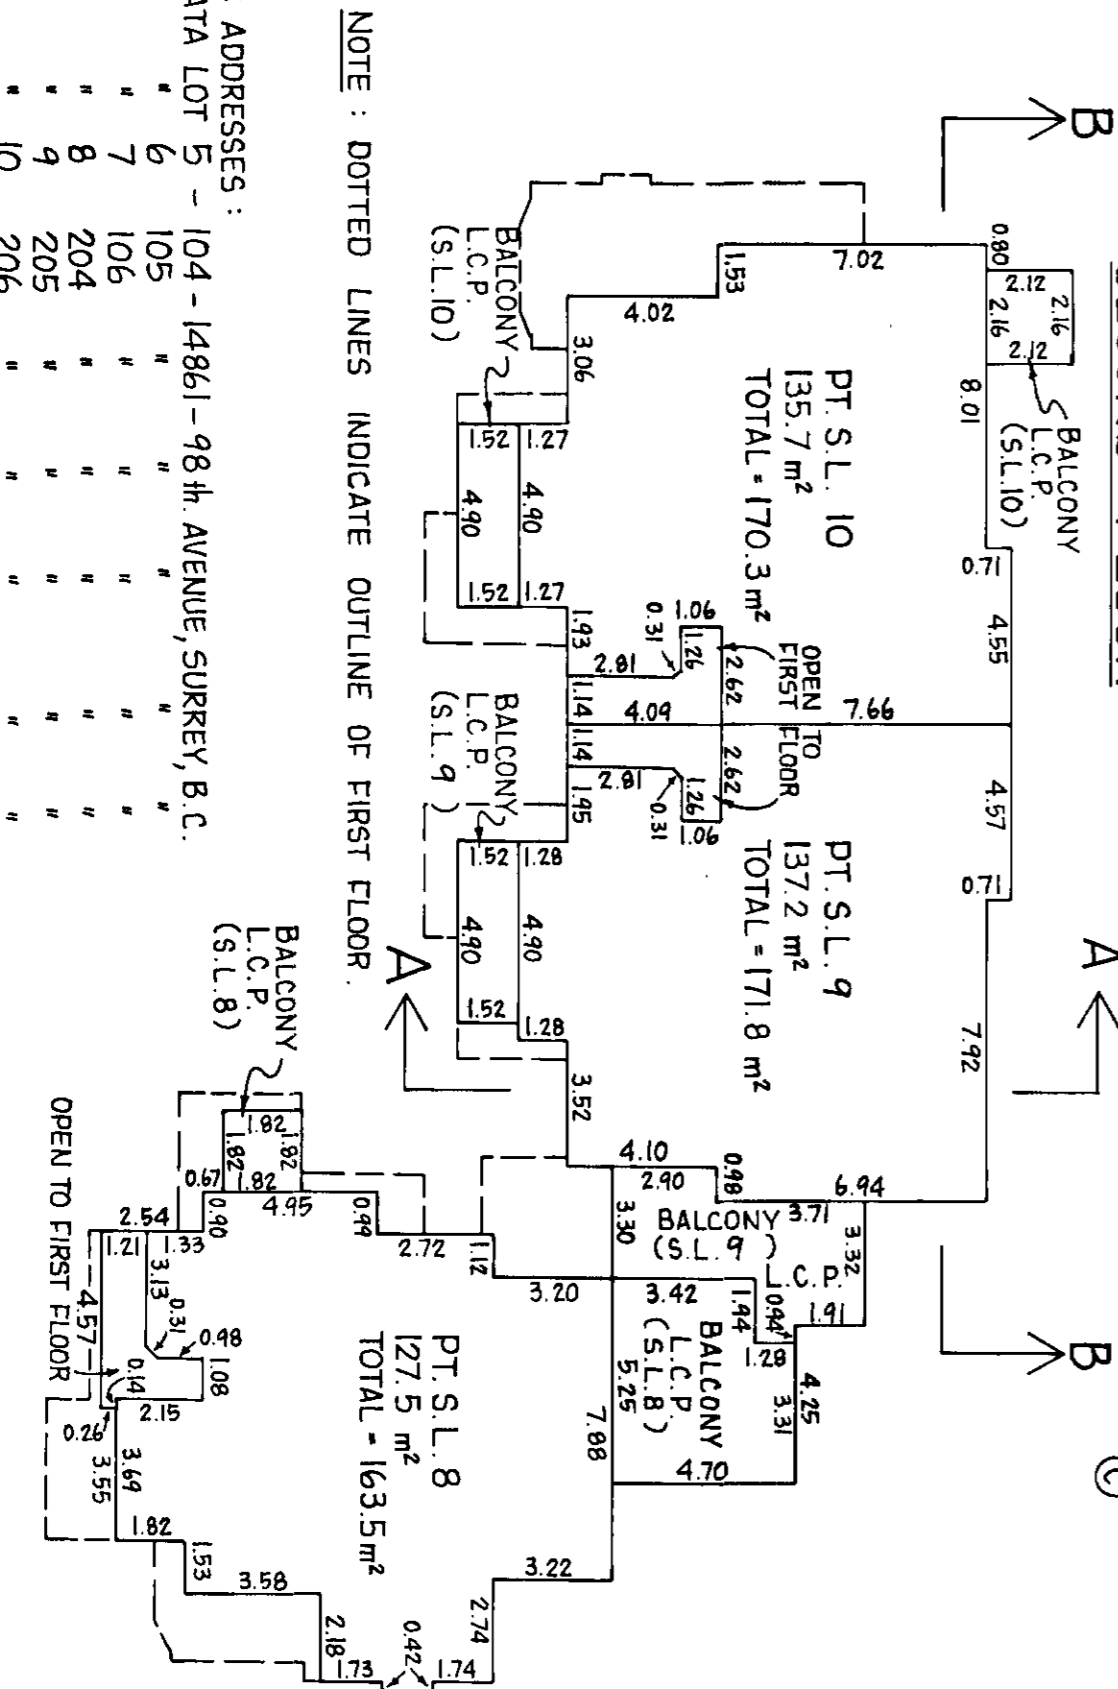 B
A
A
B
C
0.80
2.12
2.16
2.16
2.12
BALCONY
L.C.P.
(S.L.10)
8.01
0.71
4.55
4.57
0.71
7.92
7.02
1.53
4.02
3.06
PT. S.L. 10
135.7 m²
TOTAL = 170.3 m²
BALCONY
L.C.P.
(S.L.10)
1.52
1.27
4.90
4.90
1.52
1.27
1.93
2.81
0.31
1.06
1.26
2.62
OPEN TO
FIRST FLOOR
7.66
4.09
1.14
1.14
2.62
1.26
1.06
0.31
2.81
1.95
PT. S.L. 9
137.2 m²
TOTAL = 171.8 m²
BALCONY
L.C.P.
(S.L.9)
1.52
1.28
4.90
4.90
1.52
1.28
3.52
4.10
2.90
0.98
6.94
3.71
3.32
3.30
BALCONY
(S.L.9)
L.C.P.
1.91
0.94
1.94
1.28
3.42
3.20
BALCONY
L.C.P.
(S.L.8)
5.25
4.25
3.31
4.70
7.88
PT. S.L. 8
127.5 m²
TOTAL = 163.5 m²
BALCONY
L.C.P.
(S.L.8)
1.82
1.82
1.82
1.82
4.95
0.67
0.90
0.99
2.72
1.12
2.54
1.21
1.33
3.13
0.31
0.98
1.08
4.57
0.14
2.15
0.26
3.69
3.55
1.82
1.53
3.58
2.18
1.73
0.42
1.74
2.74
3.22
OPEN TO FIRST FLOOR
NOTE : DOTTED LINES INDICATE OUTLINE OF FIRST FLOOR.
ADDRESSES :
ATA LOT 5 - 104 - 14861 - 98th. AVENUE, SURREY, B.C.
" 6 105 " " " " "
" 7 106 " " " " "
" 8 204 " " " " "
" 9 205 " " " " "
" 10 206 " " " " "